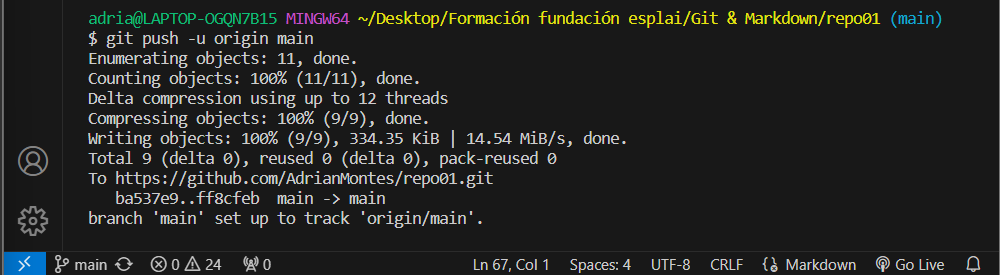 adria@LAPTOP-OGQN7B15 MINGW64 ~/Desktop/Formación fundación esplai/Git & Markdown/repo01 (main)
$ git push -u origin main
Enumerating objects: 11, done.
Counting objects: 100% (11/11), done.
Delta compression using up to 12 threads
Compressing objects: 100% (9/9), done.
Writing objects: 100% (9/9), 334.35 KiB | 14.54 MiB/s, done.
Total 9 (delta 0), reused 0 (delta 0), pack-reused 0
To https://github.com/AdrianMontes/repo01.git
   ba537e9..ff8cfeb  main -> main
branch 'main' set up to track 'origin/main'.
main 0 24 0 Ln 67, Col 1 Spaces: 4 UTF-8 CRLF Markdown Go Live